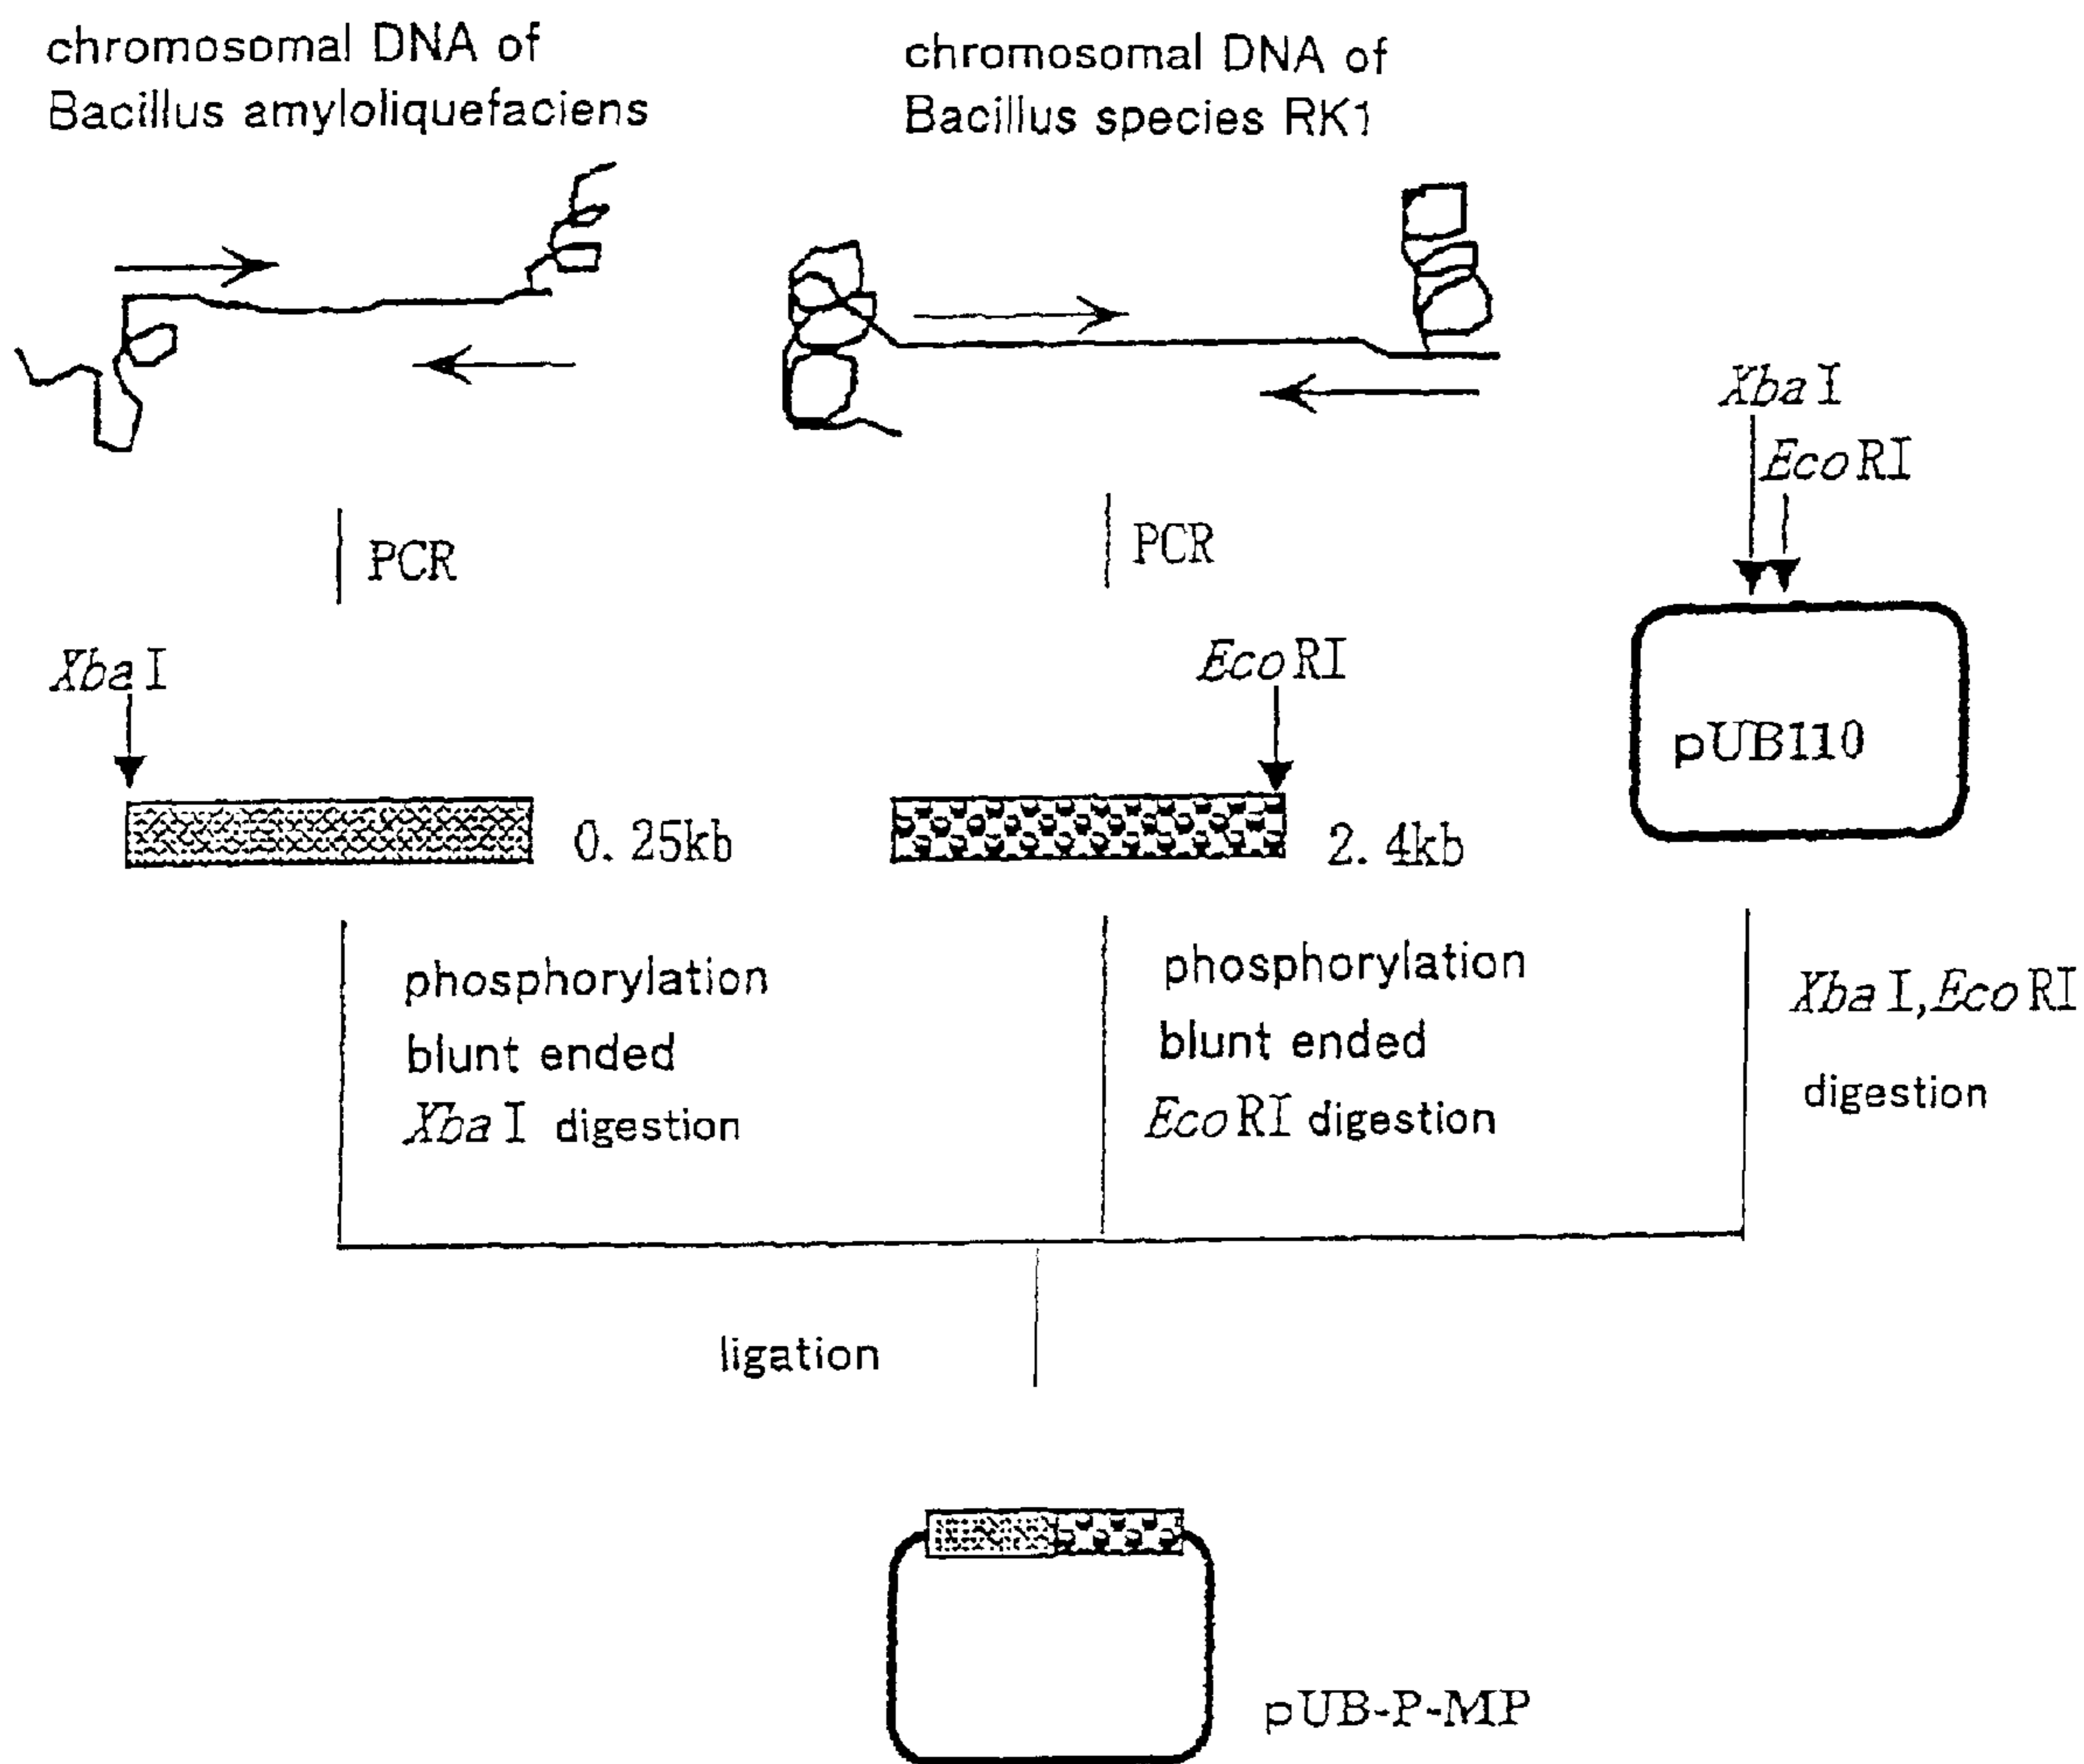 chromosomal DNA of
Bacillus amyloliquefaciens
chromosomal DNA of
Bacillus species RK1
XbaI
EcoRI
PCR
PCR
XbaI
EcoRI
pUB110
0.25kb
2.4kb
phosphorylation
blunt ended
XbaI digestion
phosphorylation
blunt ended
EcoRI digestion
XbaI,EcoRI
digestion
ligation
pUB-P-MP